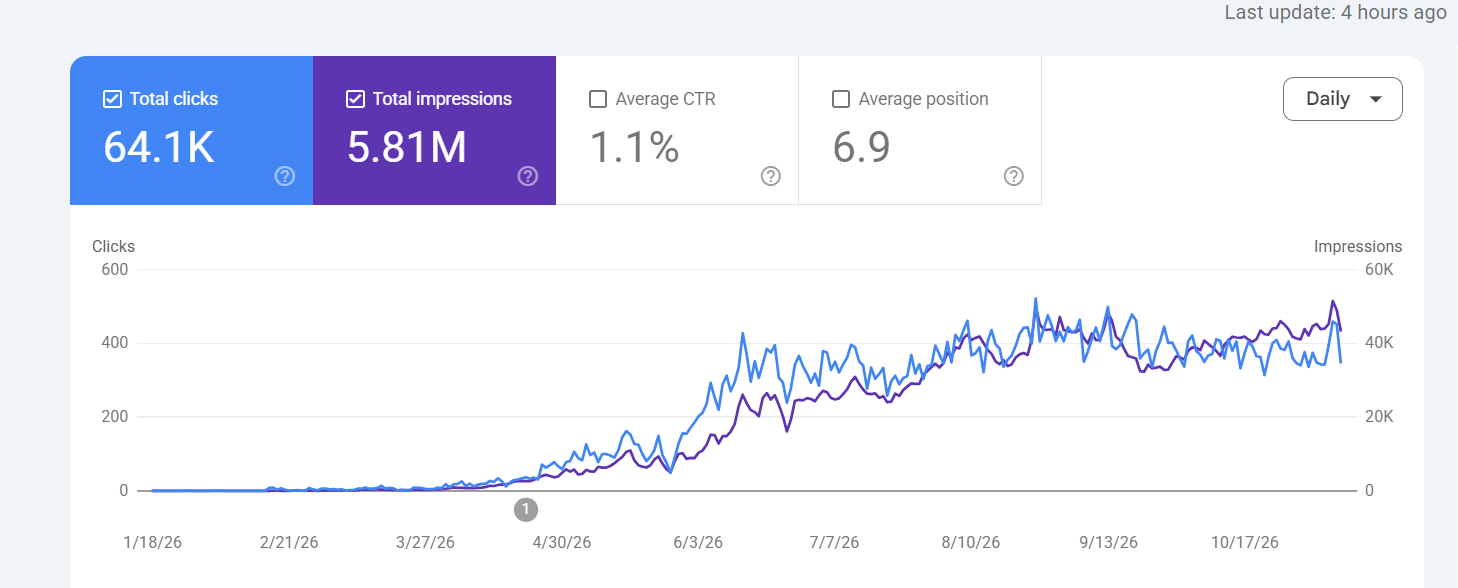 Last update: 4 hours ago
Total clicks
64.1K
Total impressions
5.81M
Average CTR
1.1%
Average position
6.9
Daily
Clicks
Impressions
600
60K
400
40K
200
20K
0
0
1
1/18/26
2/21/26
3/27/26
4/30/26
6/3/26
7/7/26
8/10/26
9/13/26
10/17/26